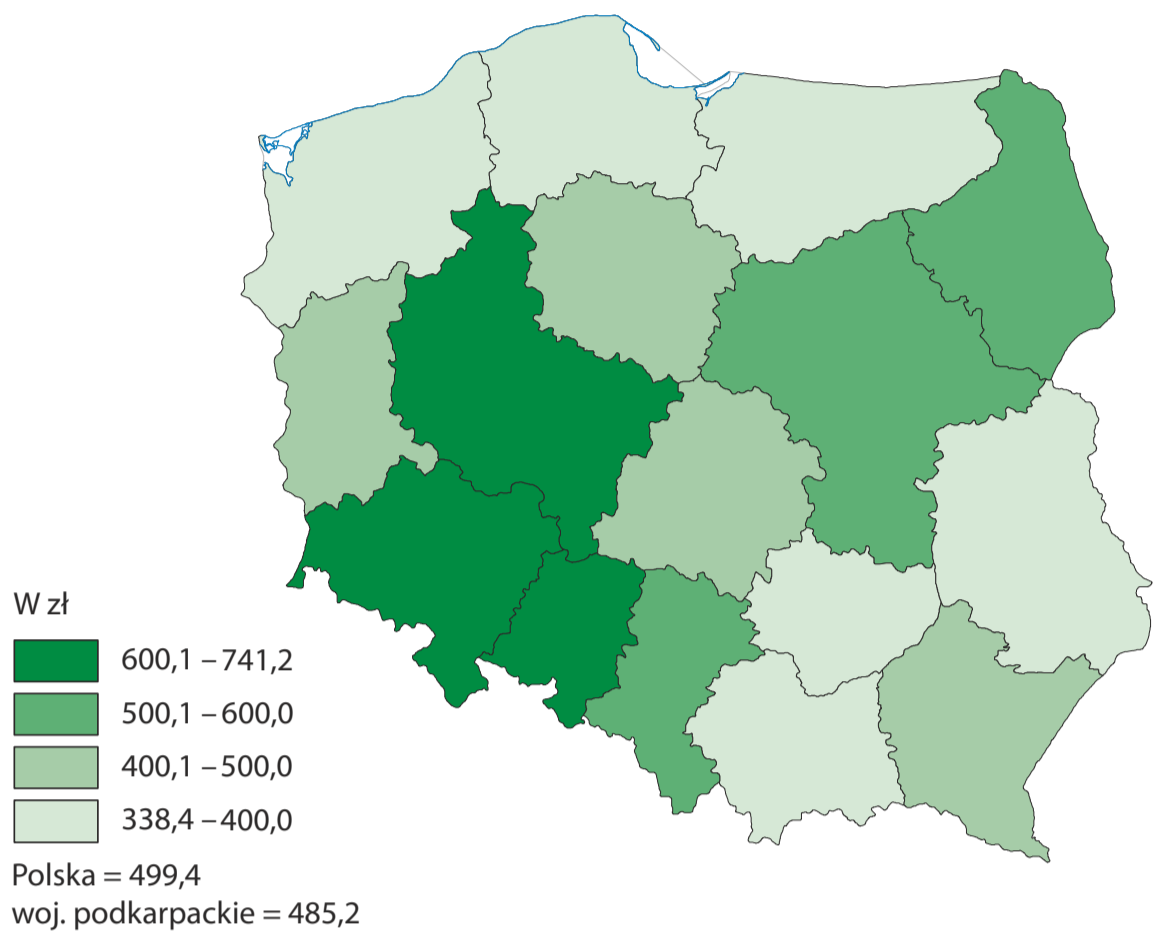 W zł
600,1 – 741,2
500,1 – 600,0
400,1 – 500,0
338,4 – 400,0
Polska = 499,4
woj. podkarpackie = 485,2